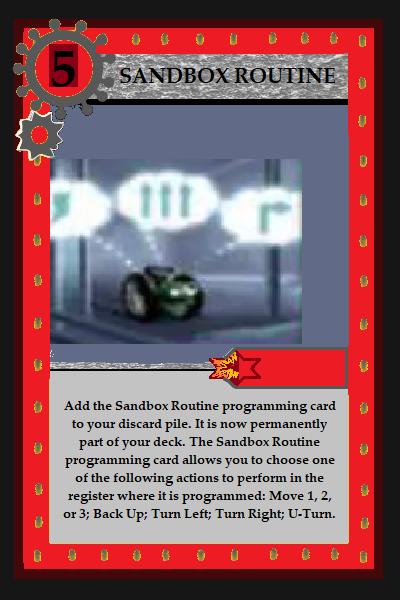 5
SANDBOX ROUTINE
Add the Sandbox Routine programming card
to your discard pile. It is now permanently
part of your deck. The Sandbox Routine
programming card allows you to choose one
of the following actions to perform in the
register where it is programmed: Move 1, 2,
or 3; Back Up; Turn Left; Turn Right; U-Turn.